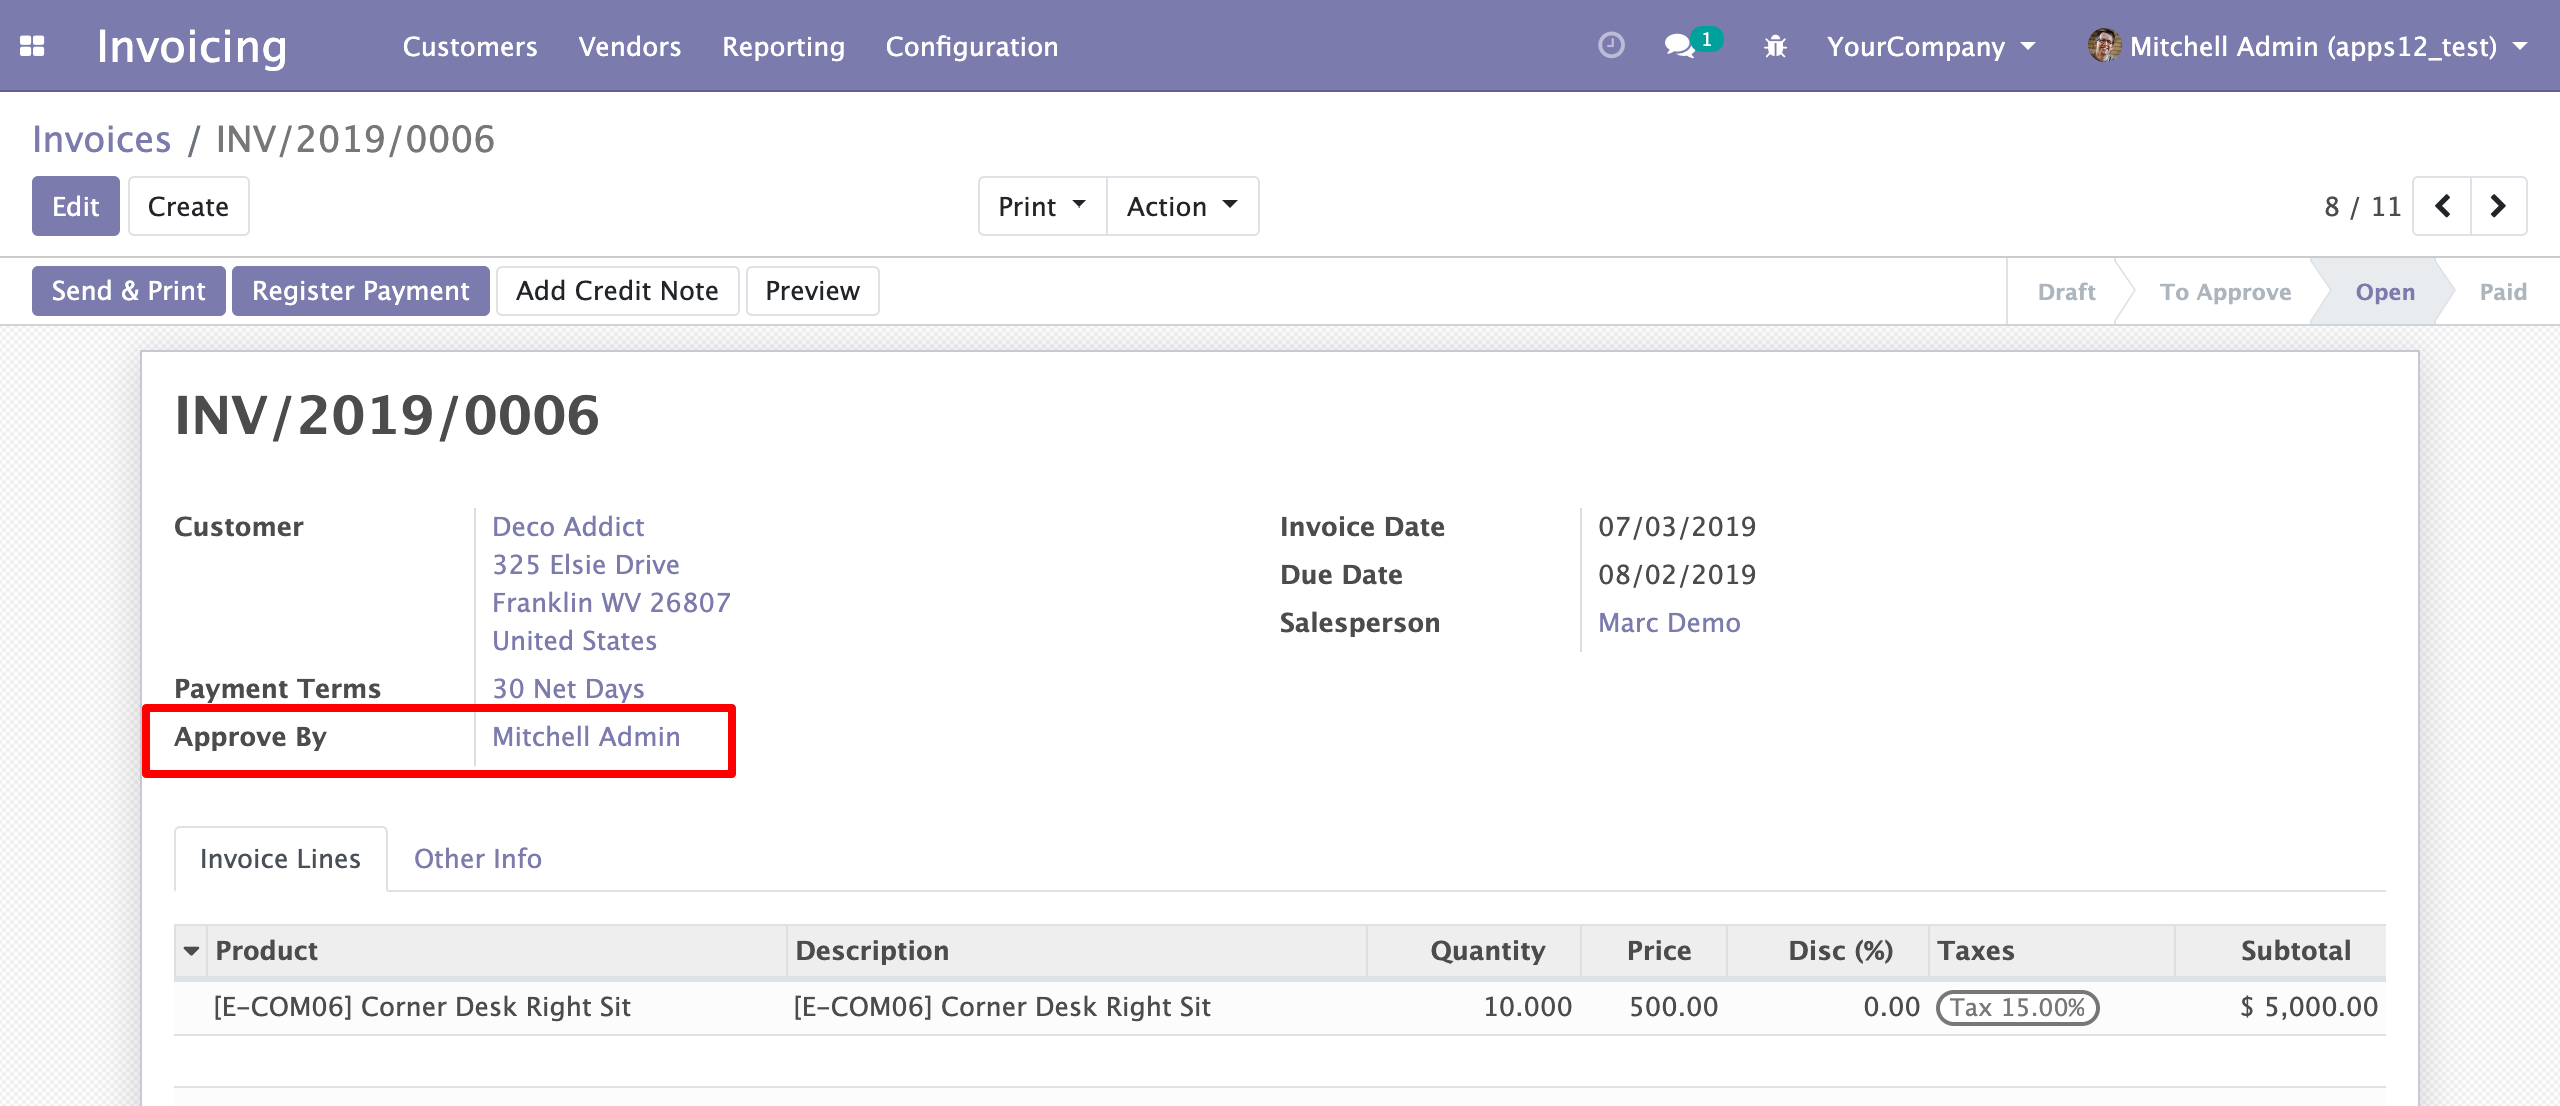 Invoicing Customers Vendors Reporting Configuration 1 YourCompany Mitchell Admin (apps12_test)
Invoices / INV/2019/0006
Edit Create Print Action 8 / 11
Send & Print Register Payment Add Credit Note Preview Draft To Approve Open Paid
INV/2019/0006
Customer Deco Addict Invoice Date 07/03/2019
325 Elsie Drive Due Date 08/02/2019
Franklin WV 26807 Salesperson Marc Demo
United States
Payment Terms 30 Net Days
Approve By Mitchell Admin
Invoice Lines Other Info
Product Description Quantity Price Disc (%) Taxes Subtotal
[E-COM06] Corner Desk Right Sit [E-COM06] Corner Desk Right Sit 10.000 500.00 0.00 Tax 15.00% $ 5,000.00